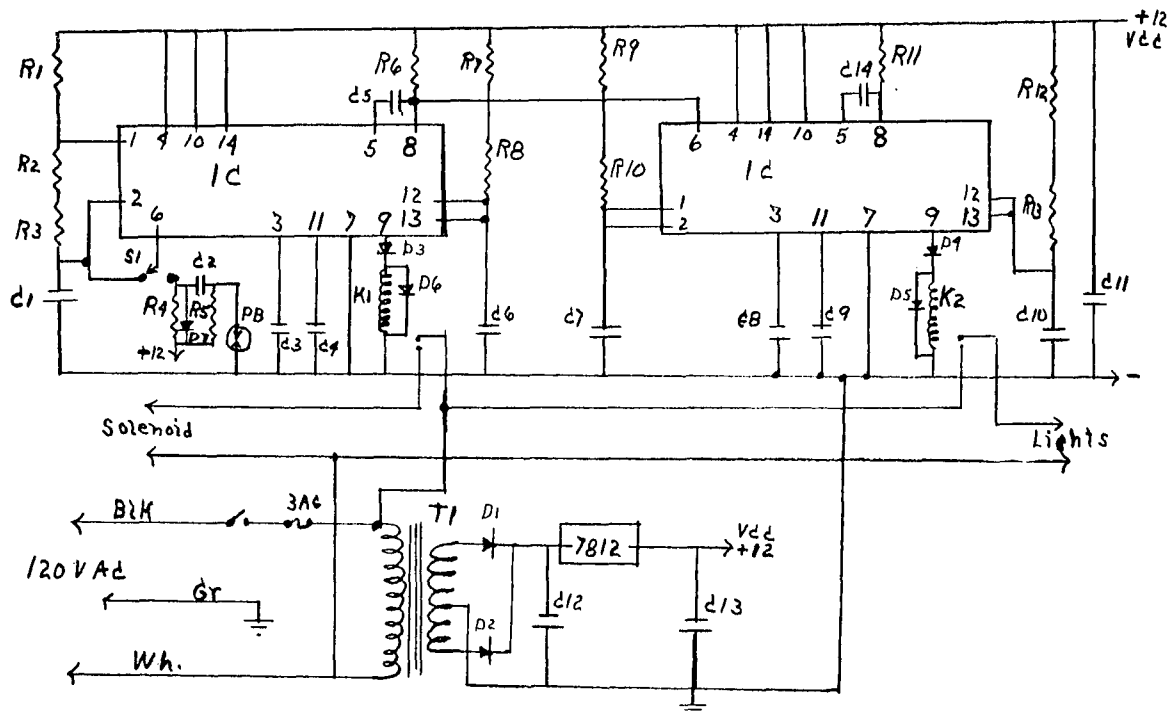 +12
Vdd
R1
R6
R7
R9
R11
R12
c5
c14
1
4
10
14
5
8
6
4
14
10
5
8
R2
IC
R8
R10
IC
2
6
12
13
1
2
12
13
R3
S1
3
11
7
9
3
11
7
9
R13
D3
D4
c1
c2
R4
R5
D7
+12
PB
c3
c4
K1
D6
c6
c7
c8
c9
D5
K2
c10
c11
-
Solenoid
Lights
Blk
3AG
T1
D1
7812
Vdd
+12
120 V Ac
Gr
c12
c13
D2
Wh.